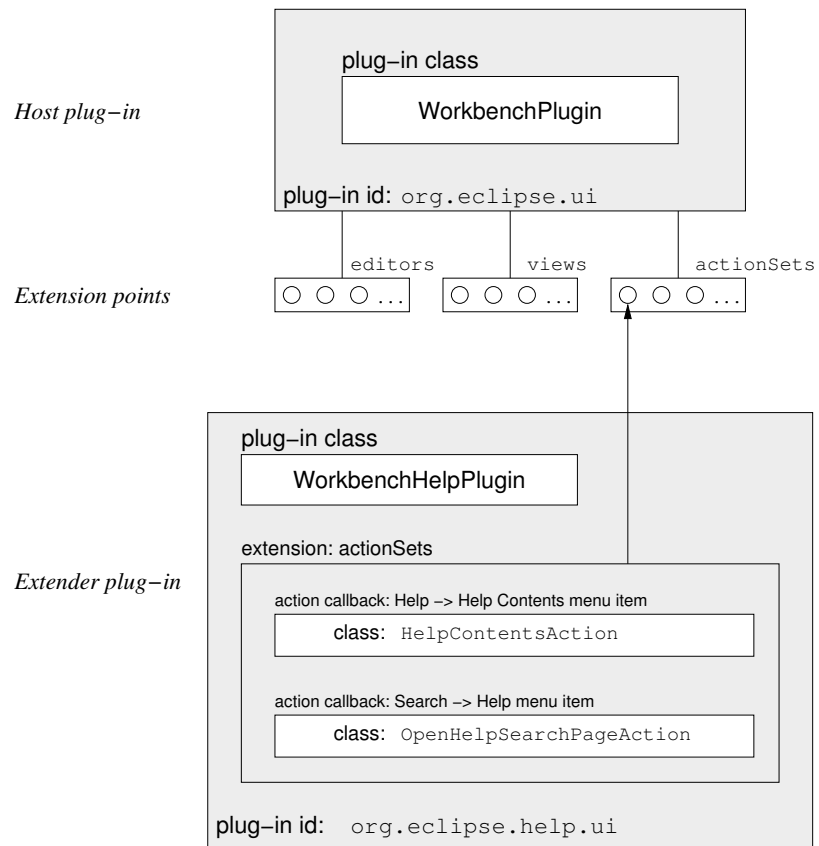 plug−in class
WorkbenchPlugin
Host plug−in
plug−in id: org.eclipse.ui
editors views actionSets
Extension points
... ... ...
plug−in class
WorkbenchHelpPlugin
extension: actionSets
Extender plug−in
action callback: Help −> Help Contents menu item
class: HelpContentsAction
action callback: Search −> Help menu item
class: OpenHelpSearchPageAction
plug−in id: org.eclipse.help.ui